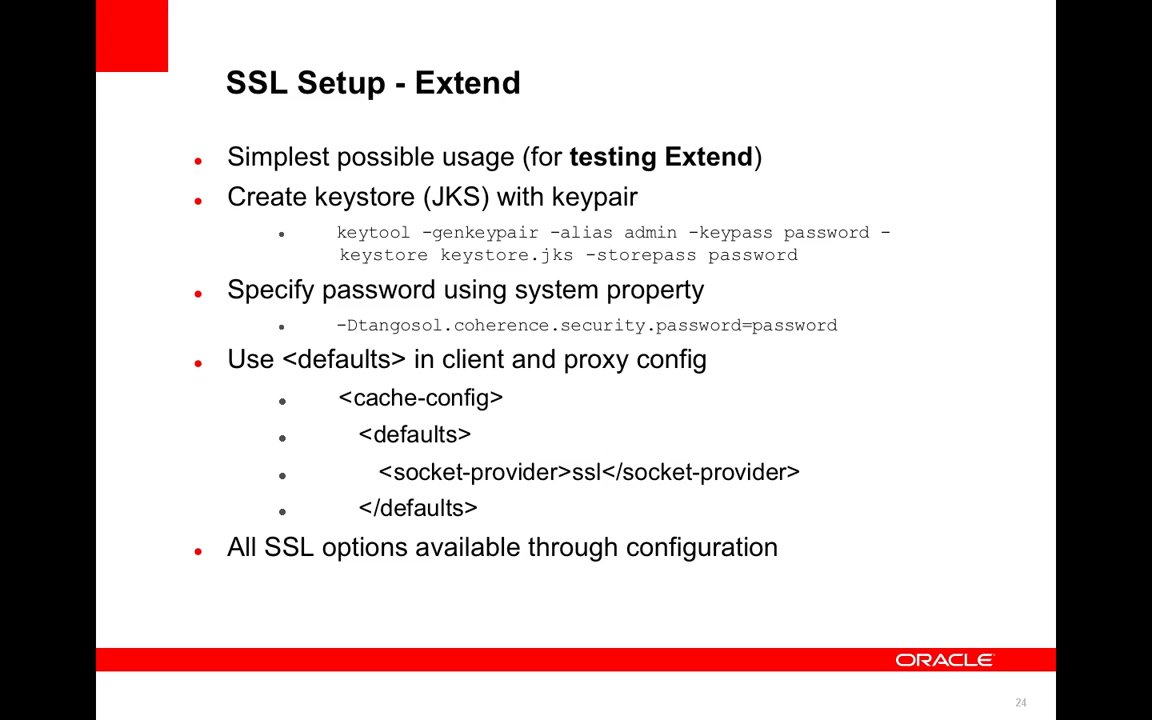 SSL Setup - Extend
Simplest possible usage (for testing Extend)
Create keystore (JKS) with keypair
keytool -genkeypair -alias admin -keypass password -
keystore keystore.jks -storepass password
Specify password using system property
-Dtangosol.coherence.security.password=password
Use <defaults> in client and proxy config
<cache-config>
<defaults>
<socket-provider>ssl</socket-provider>
</defaults>
All SSL options available through configuration
ORACLE
24